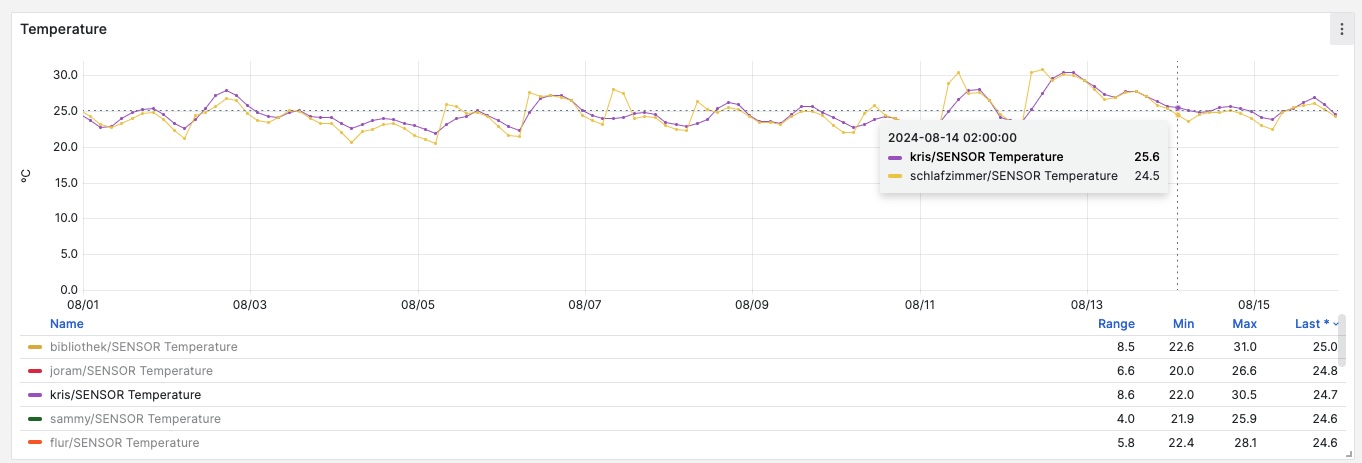 Temperature
30.0
25.0
20.0
15.0
10.0
5.0
0.0
ºC
2024-08-14 02:00:00
kris/SENSOR Temperature 25.6
schlafzimmer/SENSOR Temperature 24.5
08/01 08/03 08/05 08/07 08/09 08/11 08/13 08/15
Name Range Min Max Last *
bibliothek/SENSOR Temperature 8.5 22.6 31.0 25.0
joram/SENSOR Temperature 6.6 20.0 26.6 24.8
kris/SENSOR Temperature 8.6 22.0 30.5 24.7
sammy/SENSOR Temperature 4.0 21.9 25.9 24.6
flur/SENSOR Temperature 5.8 22.4 28.1 24.6